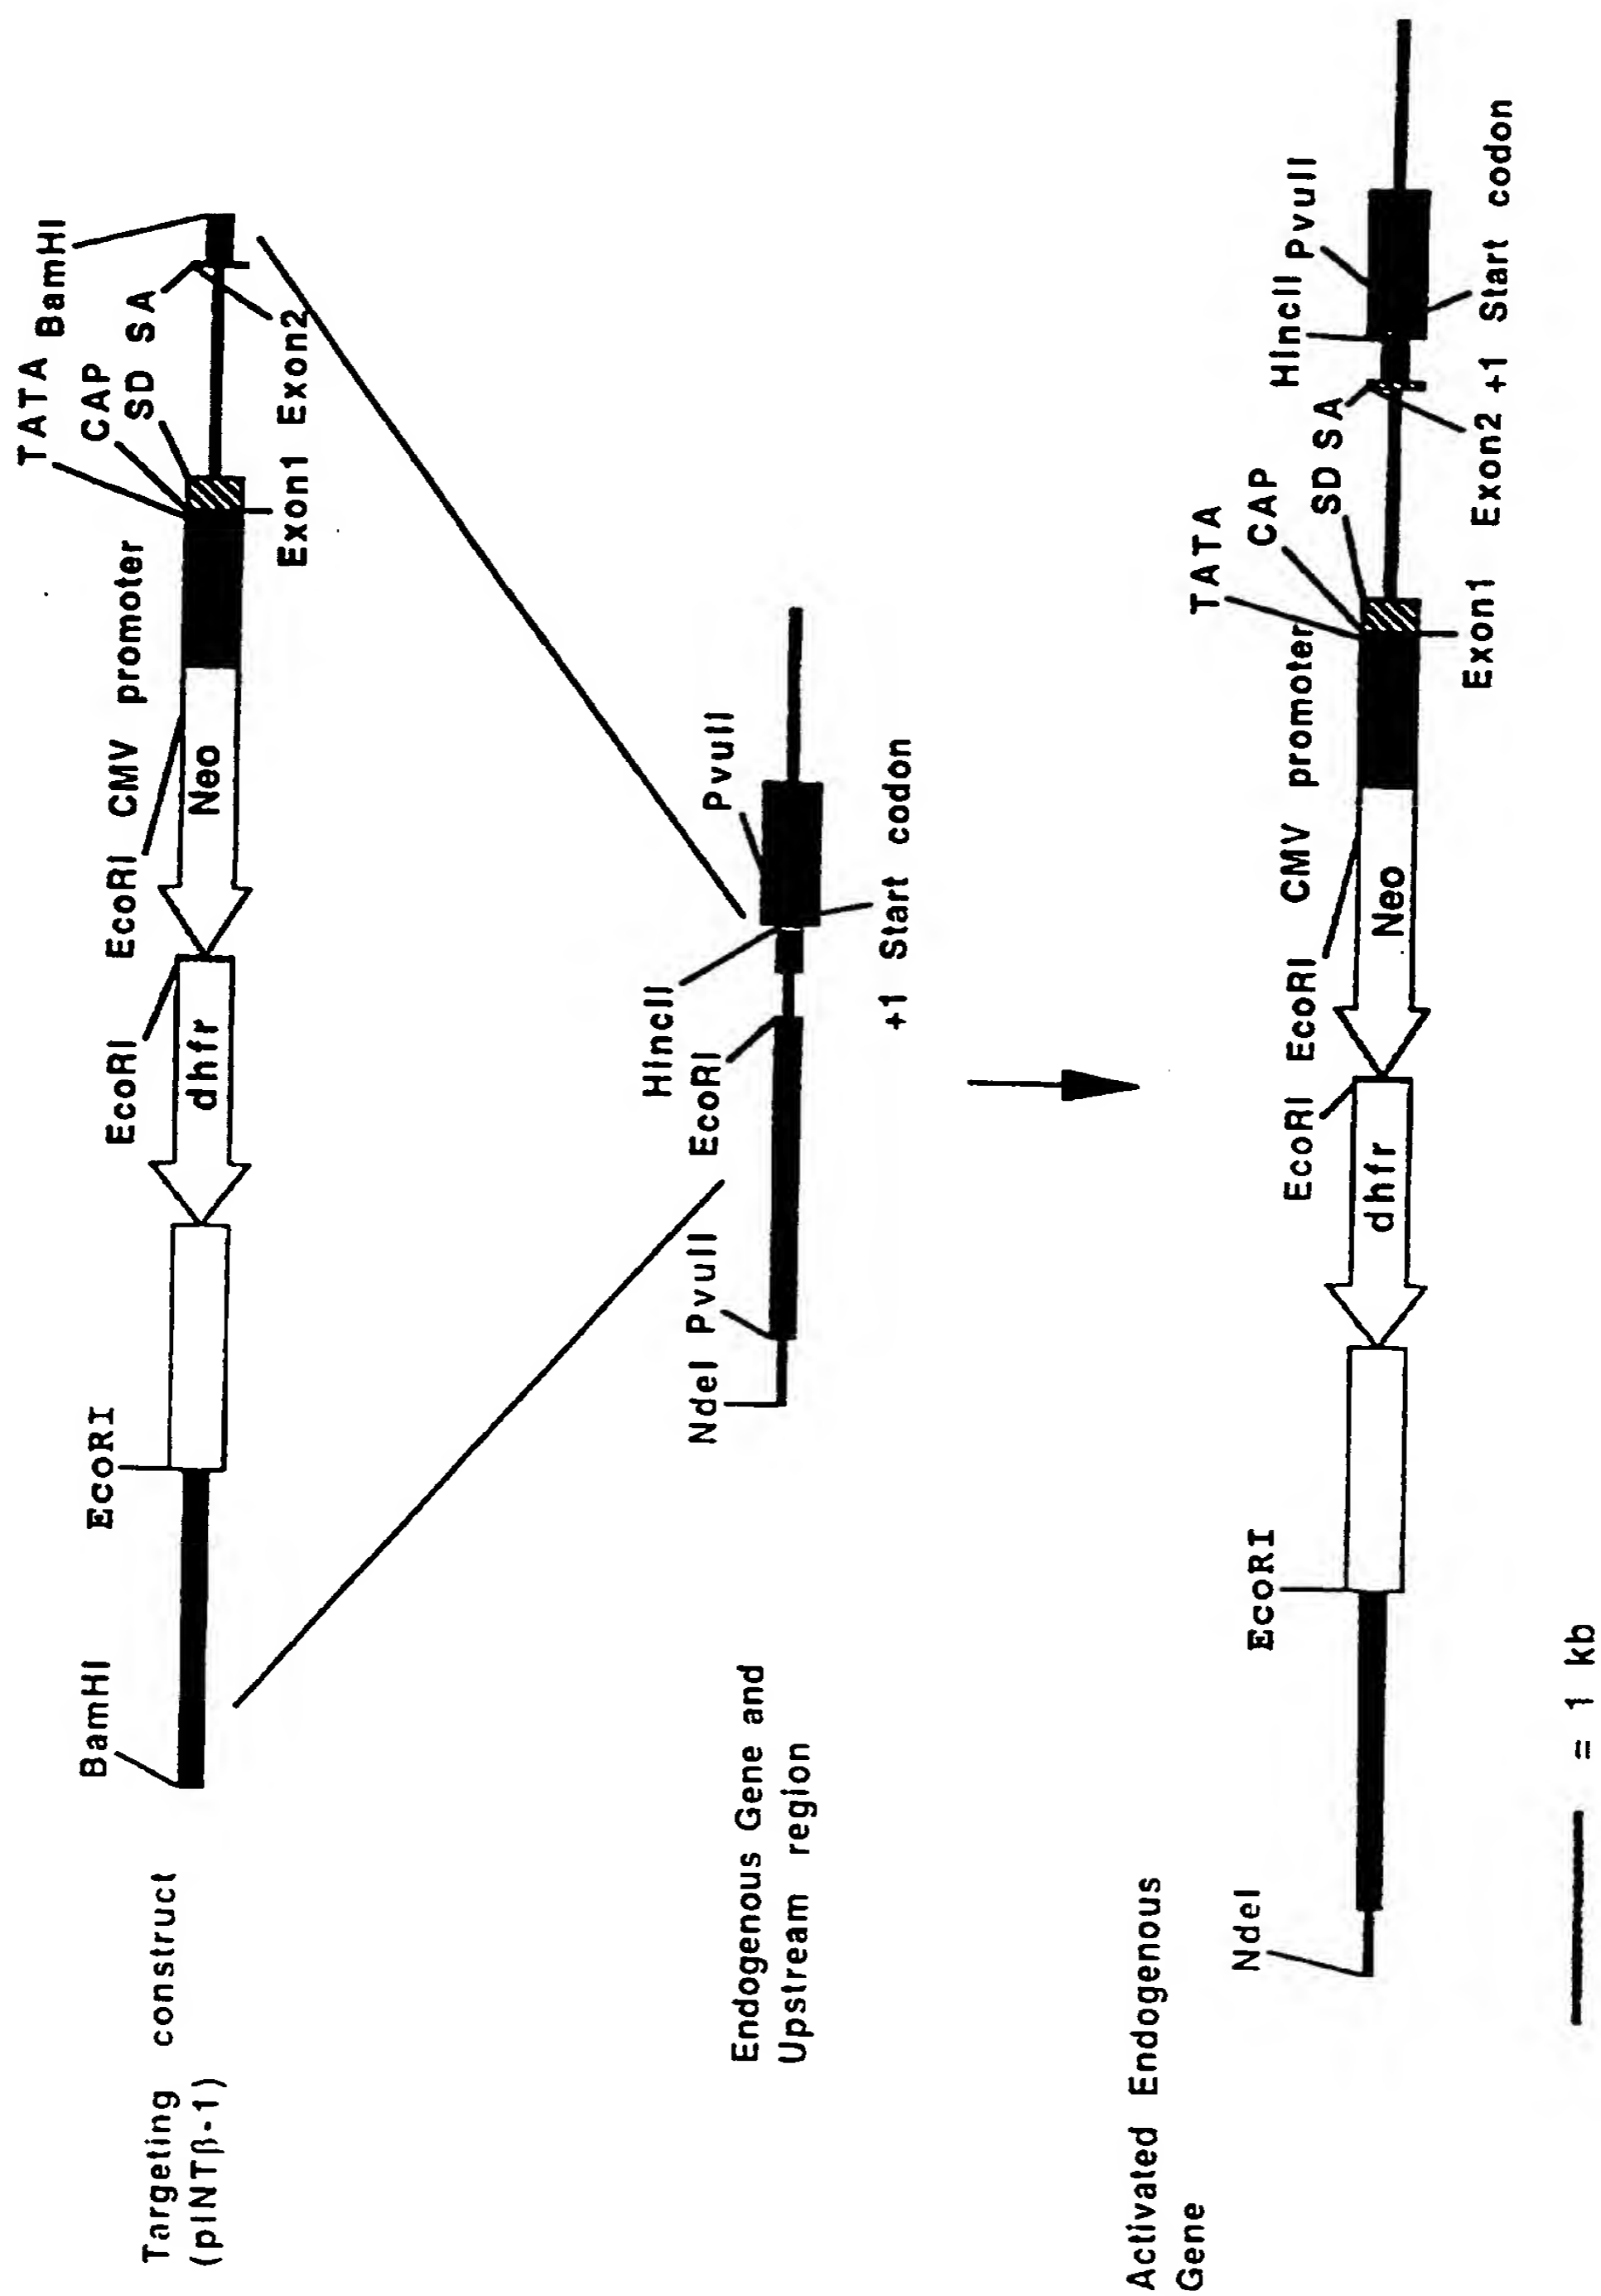 Targeting construct
(pINTβ-1)
BamHI
EcoRI
EcoRI
EcoRI
CMV promoter
TATA
CAP
SD
SA
BamHI
dhfr
Neo
Exon1
Exon2
Endogenous Gene and
Upstream region
NdeI
PvuII
EcoRI
HincII
PvuII
+1 Start codon
Activated Endogenous
Gene
NdeI
EcoRI
EcoRI
EcoRI
CMV promoter
TATA
CAP
SD
SA
HincII
PvuII
dhfr
Neo
Exon1
Exon2
+1 Start codon
= 1 kb